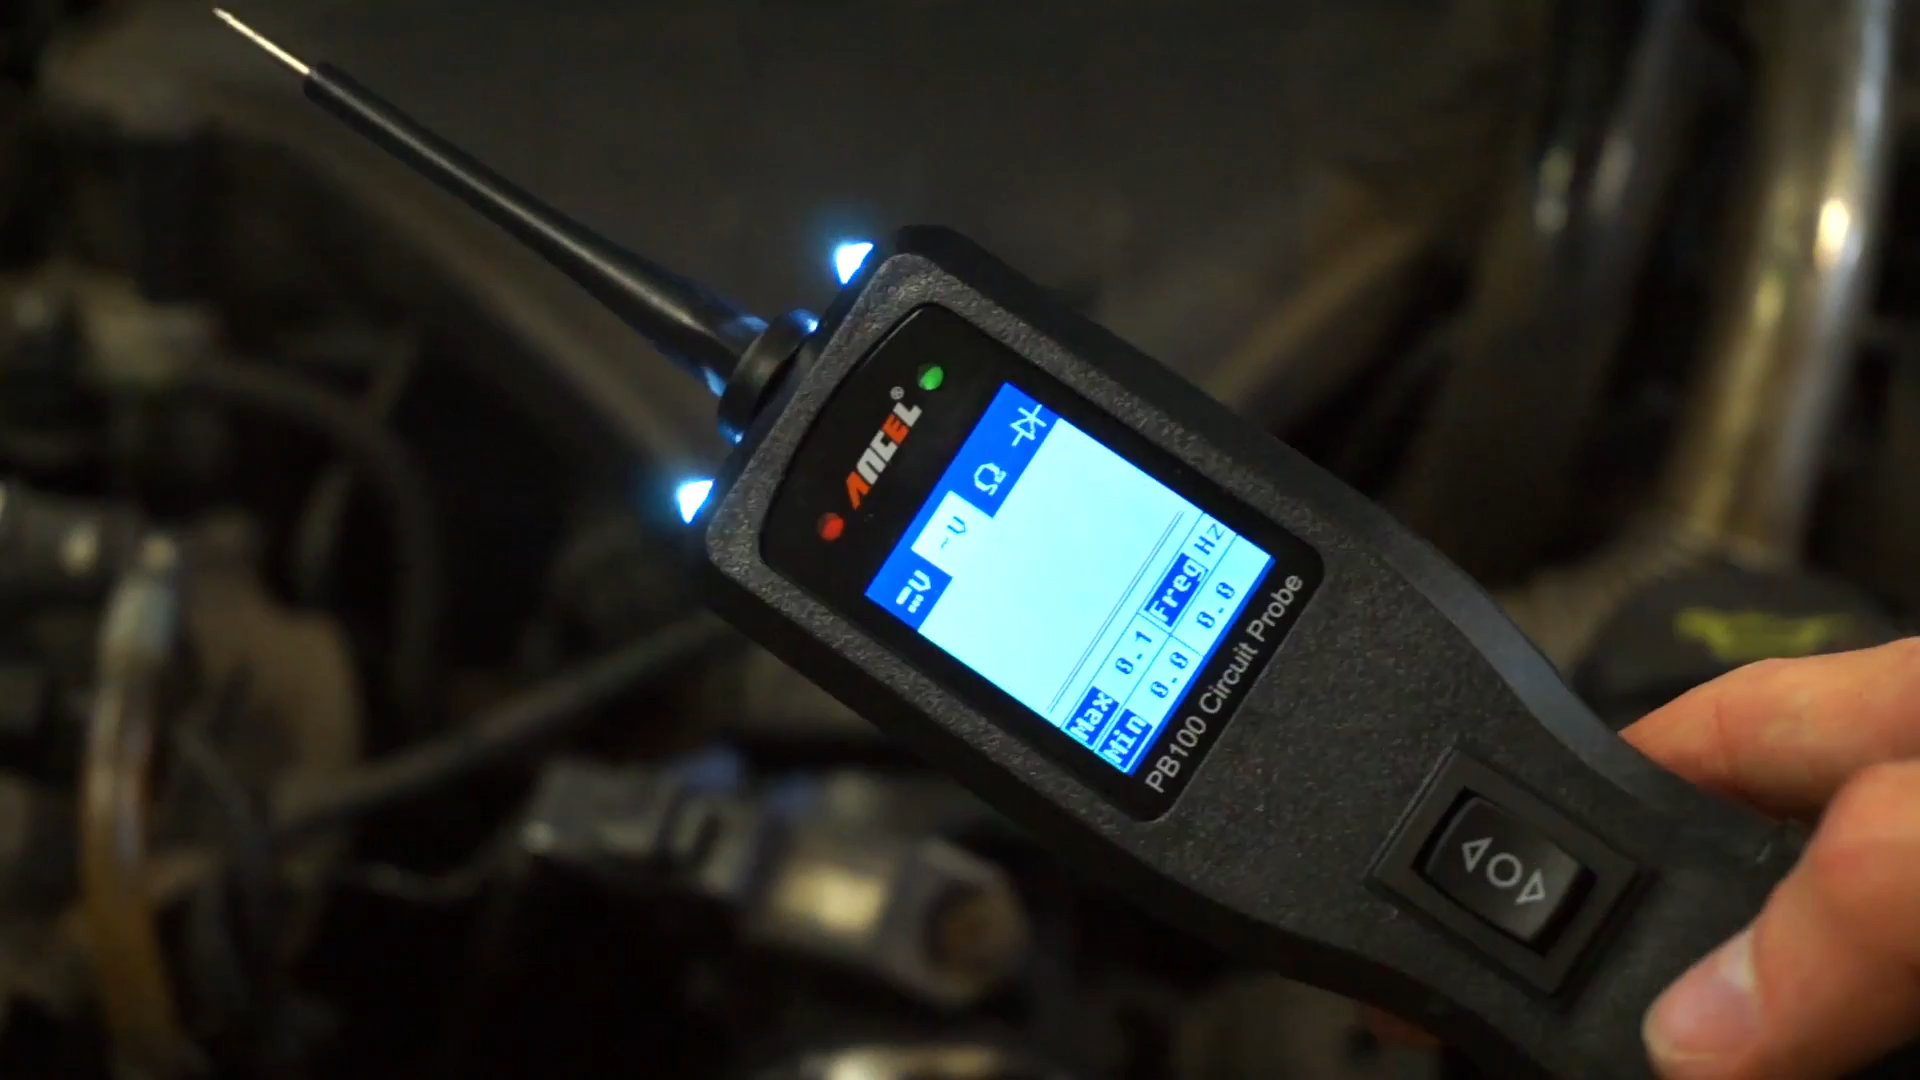 ANCEL®
⎓V ~V Ω
Max 0.1 Freq Hz
Min 0.0 0.0
PB100 Circuit Probe